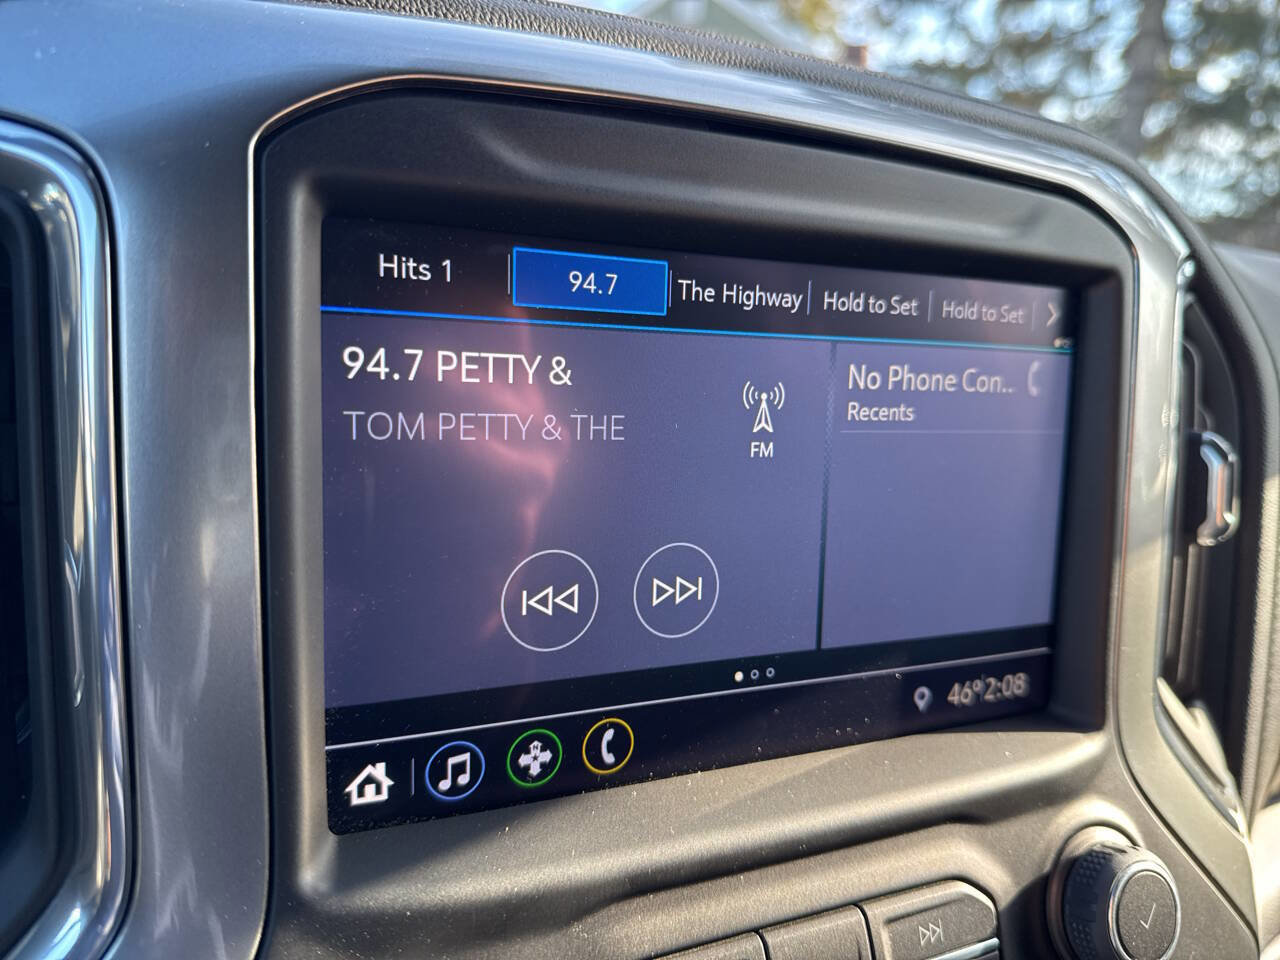 Hits 1
94.7
The Highway
Hold to Set
Hold to Set
94.7 PETTY &
TOM PETTY & THE
FM
No Phone Con..
Recents
46° 2:08